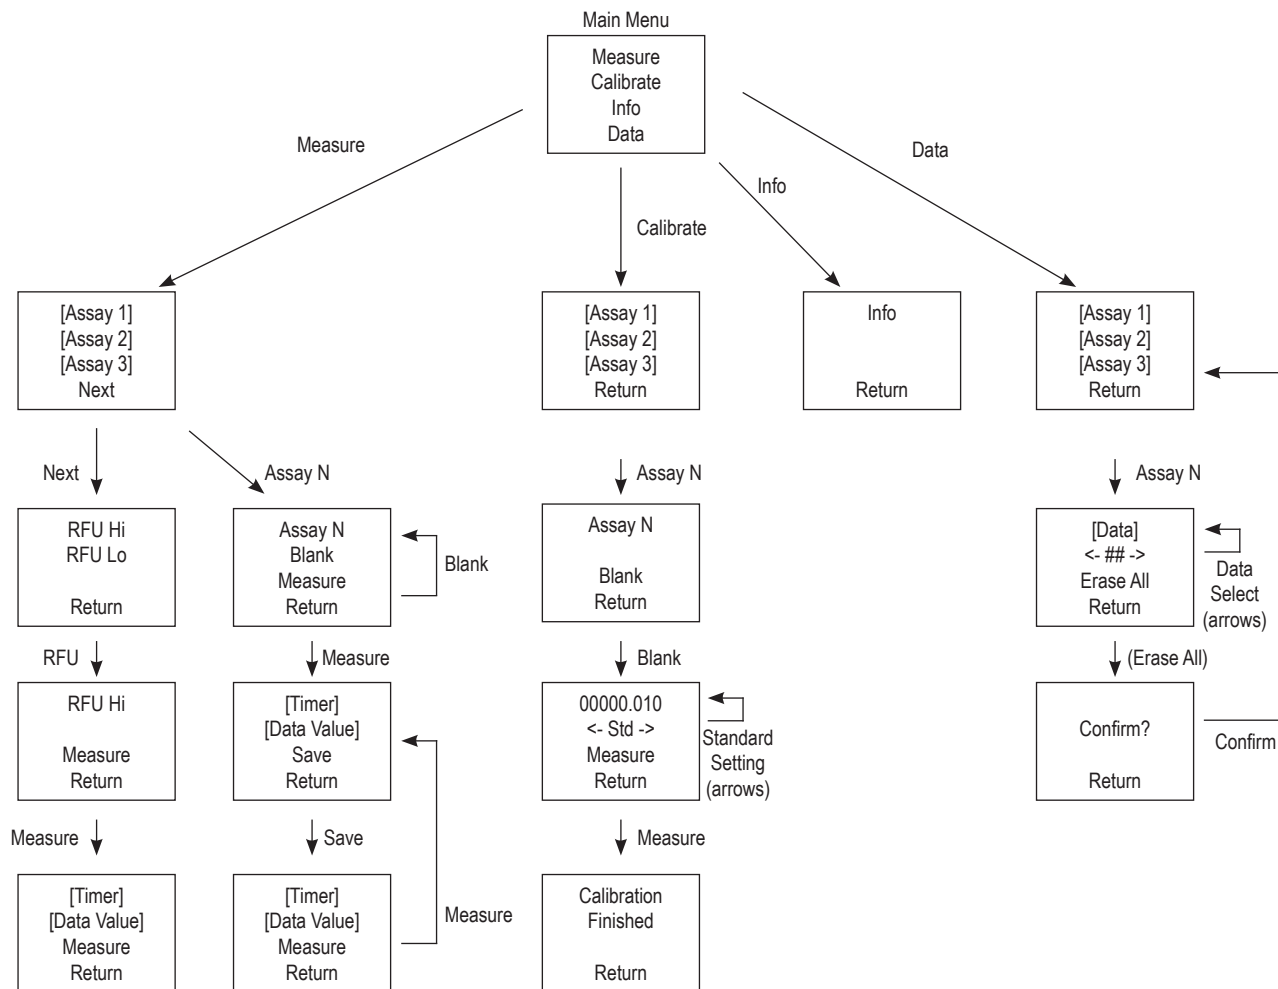 Main Menu
Measure
Calibrate
Info
Data
Measure
Calibrate
Info
Data
[Assay 1]
[Assay 2]
[Assay 3]
Next
[Assay 1]
[Assay 2]
[Assay 3]
Return
Info
Return
[Assay 1]
[Assay 2]
[Assay 3]
Return
Next
Assay N
Assay N
Assay N
RFU Hi
RFU Lo
Return
Assay N
Blank
Measure
Return
Blank
Assay N
Blank
Return
[Data]
<- ## ->
Erase All
Return
Data
Select
(arrows)
RFU
Measure
Blank
(Erase All)
RFU Hi
Measure
Return
[Timer]
[Data Value]
Save
Return
00000.010
<- Std ->
Measure
Return
Standard
Setting
(arrows)
Confirm?
Return
Confirm
Measure
Save
Measure
[Timer]
[Data Value]
Measure
Return
[Timer]
[Data Value]
Measure
Return
Measure
Calibration
Finished
Return